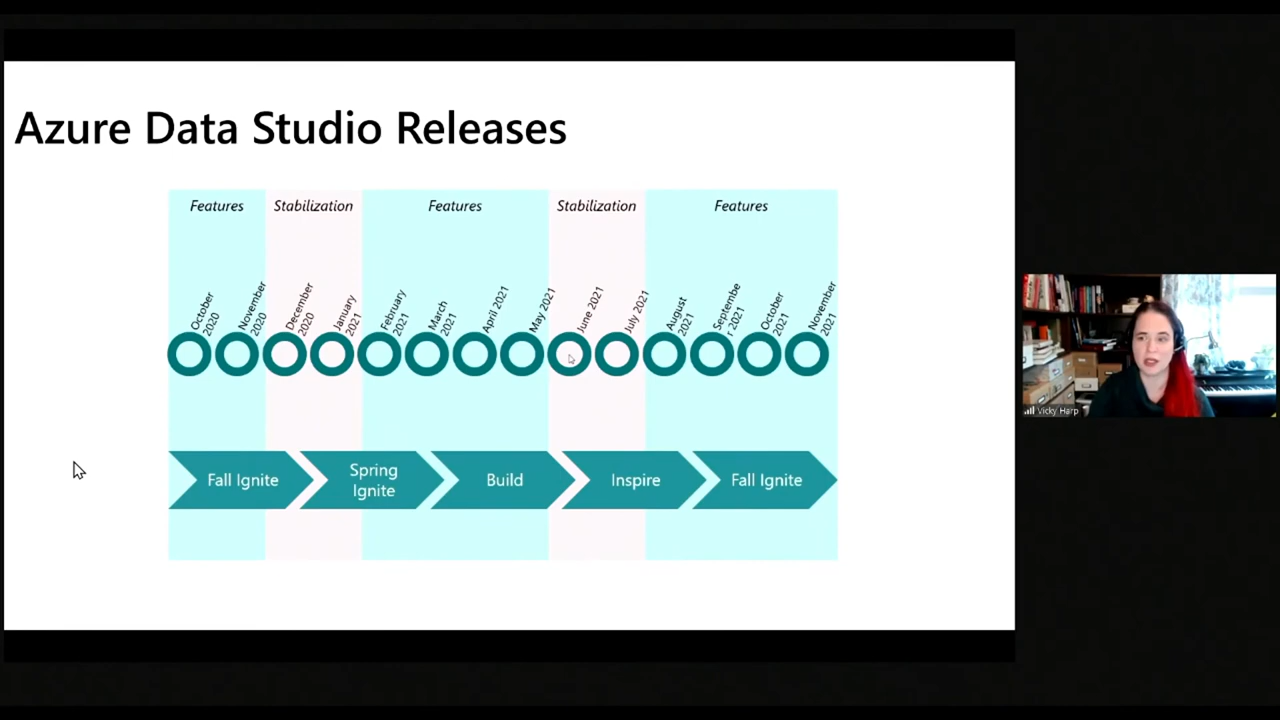 Azure Data Studio Releases
Features
Stabilization
Features
Stabilization
Features
October
2020
November
2020
December
2020
January
2021
February
2021
March
2021
April 2021
May 2021
June 2021
July 2021
August
2021
Septembe
r 2021
October
2021
November
2021
Fall Ignite
Spring
Ignite
Build
Inspire
Fall Ignite
Vicky Harp